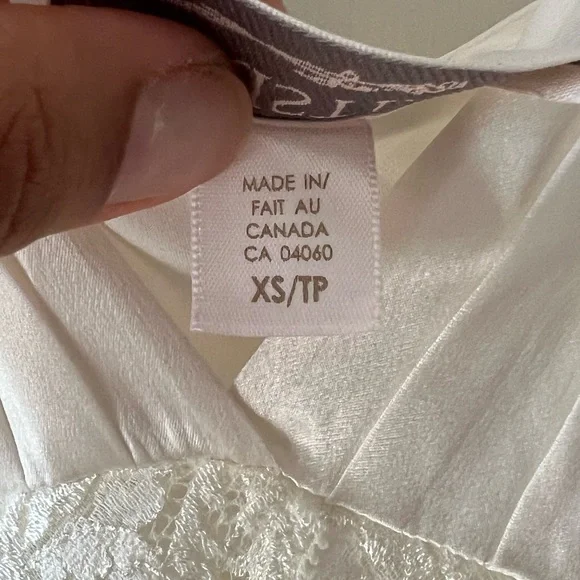 MADE IN/
FAIT AU
CANADA
CA 04060
XS/TP